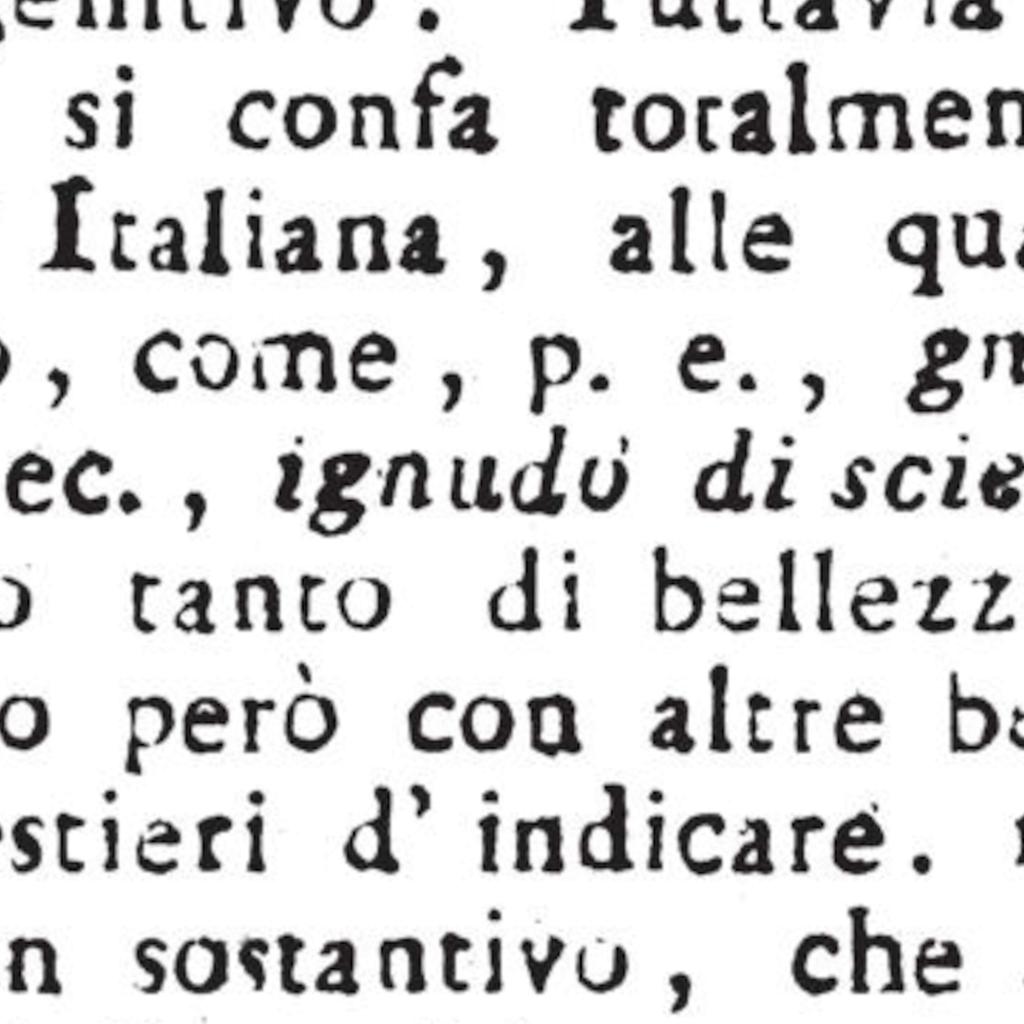 genitivo. Tuttavia
si confa totalmen
Italiana, alle qua
o, come, p. e., gn
ec., ignudo di scie
o tanto di bellezz
o però con altre be
estieri d' indicare.
n sostantivo, che